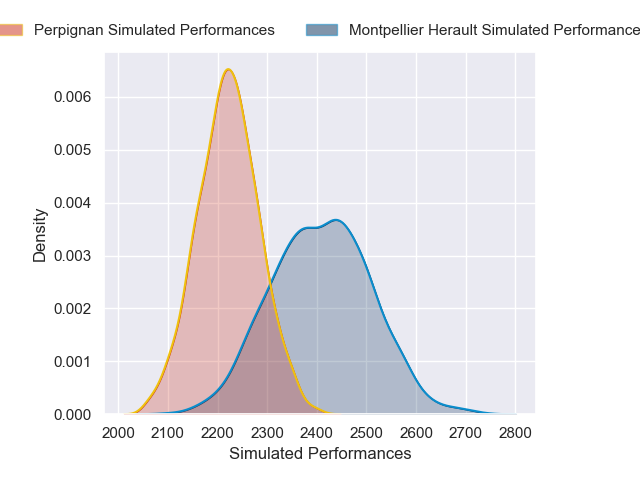 Perpignan Simulated Performances
Montpellier Herault Simulated Performance
0.006
0.005
0.004
0.003
0.002
0.001
0.000
Density
2000 2100 2200 2300 2400 2500 2600 2700 2800
Simulated Performances